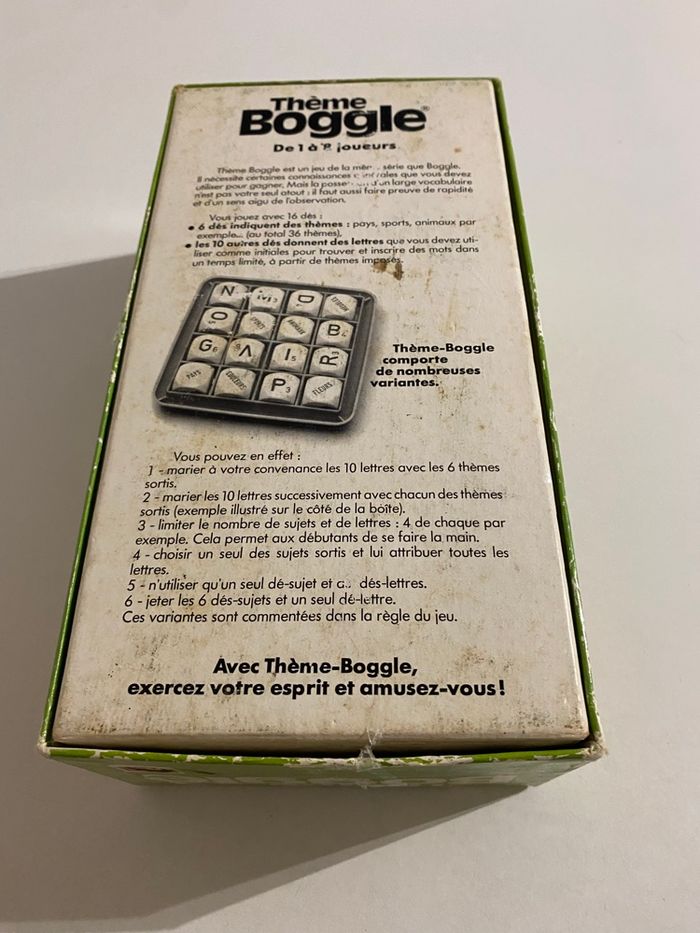 Thème
Boggle®
De 1 à 8 joueurs
Thème Boggle est un jeu de la même série que Boggle.
Il nécessite certaines connaissances que vous devez
utiliser pour gagner. Mais la d'un large vocabulaire
n'est pas votre seul atout : il faut aussi faire preuve de rapidité
et d'un sens aigu de l'observation.
Vous jouez avec 16 dés :
• 6 dés indiquent des thèmes : pays, sports, animaux par
exemple... (au total 36 thèmes),
• les 10 autres dés donnent des lettres que vous devez uti-
liser comme initiales pour trouver et inscrire des mots dans
un temps limité, à partir de thèmes imposés.
N D
O B
G6 V I5 R
PAYS COULEURS P3 FLEURS
Thème-Boggle
comporte
de nombreuses
variantes.
Vous pouvez en effet :
1 - marier à votre convenance les 10 lettres avec les 6 thèmes
sortis.
2 - marier les 10 lettres successivement avec chacun des thèmes
sortis (exemple illustré sur le côté de la boîte).
3 - limiter le nombre de sujets et de lettres : 4 de chaque par
exemple. Cela permet aux débutants de se faire la main.
4 - choisir un seul des sujets sortis et lui attribuer toutes les
lettres.
5 - n'utiliser qu'un seul dé-sujet et dés-lettres.
6 - jeter les 6 dés-sujets et un seul dé-lettre.
Ces variantes sont commentées dans la règle du jeu.
Avec Thème-Boggle,
exercez votre esprit et amusez-vous !